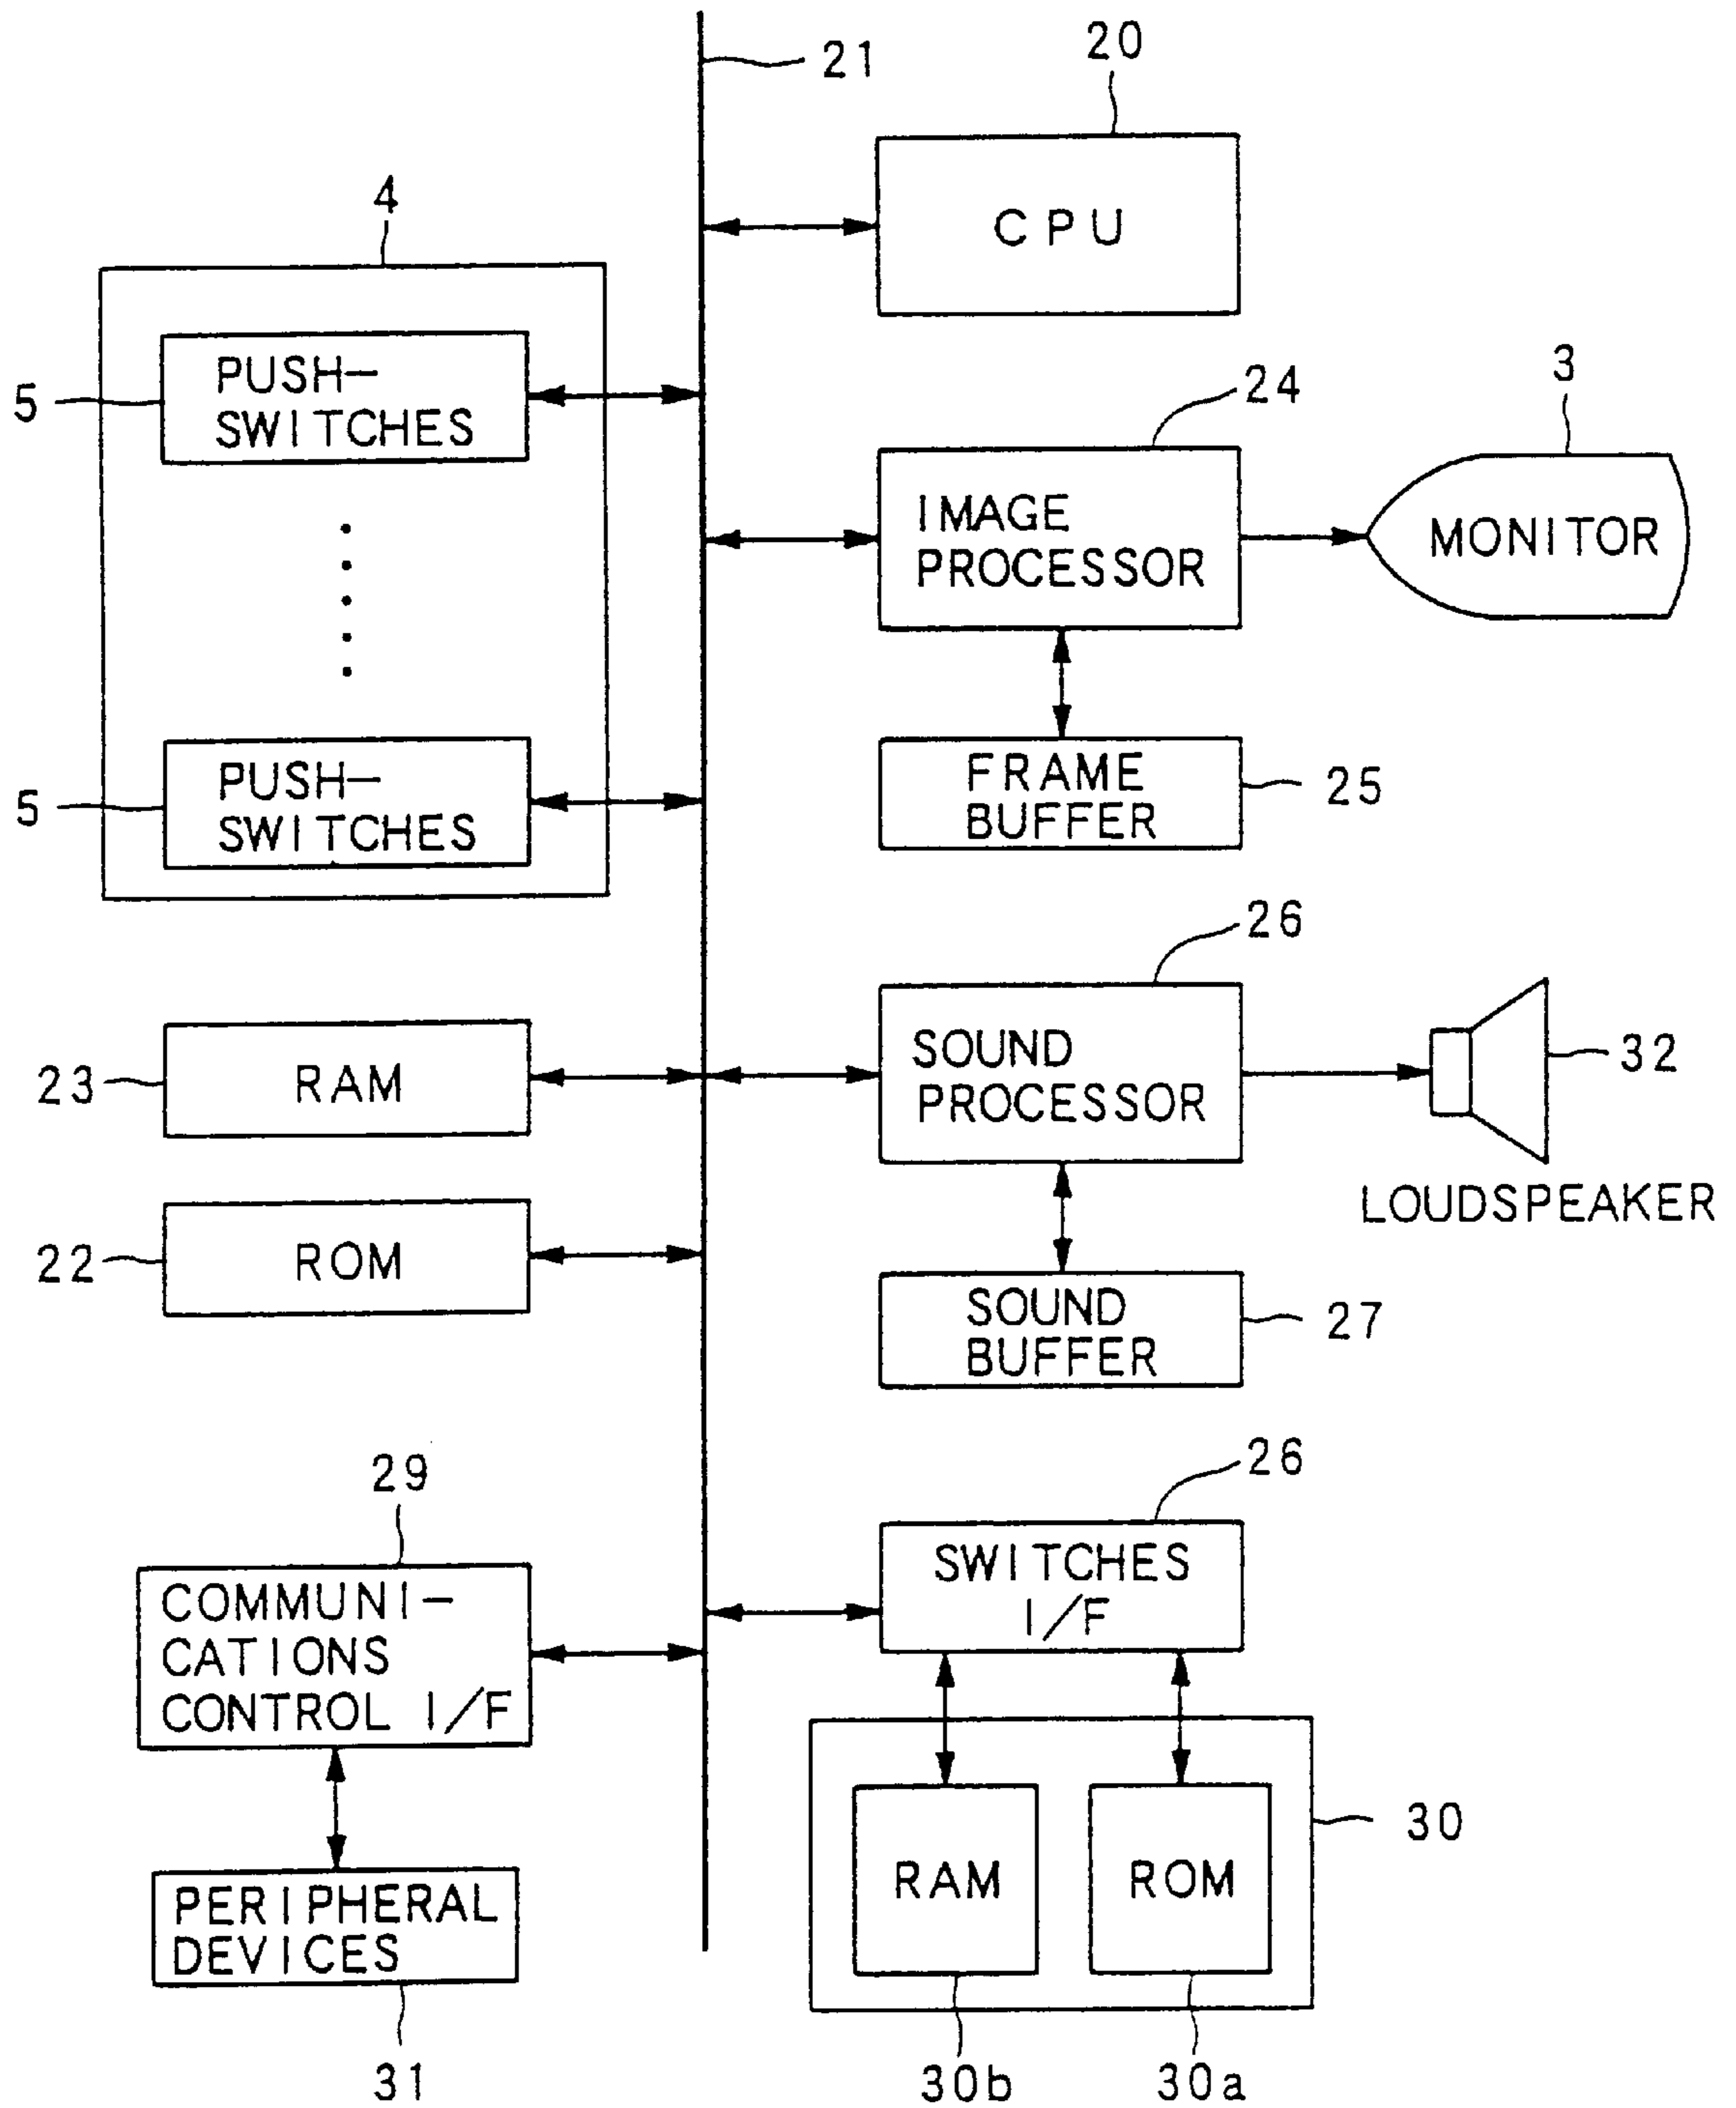 21
20
CPU
4
PUSH-
SWITCHES
5
24
3
IMAGE
PROCESSOR
MONITOR
PUSH-
SWITCHES
5
FRAME
BUFFER
25
26
23
RAM
SOUND
PROCESSOR
32
LOUDSPEAKER
22
ROM
SOUND
BUFFER
27
29
COMMUNI-
CATIONS
CONTROL I/F
26
SWITCHES
I/F
30
RAM
ROM
PERIPHERAL
DEVICES
31
30b
30a